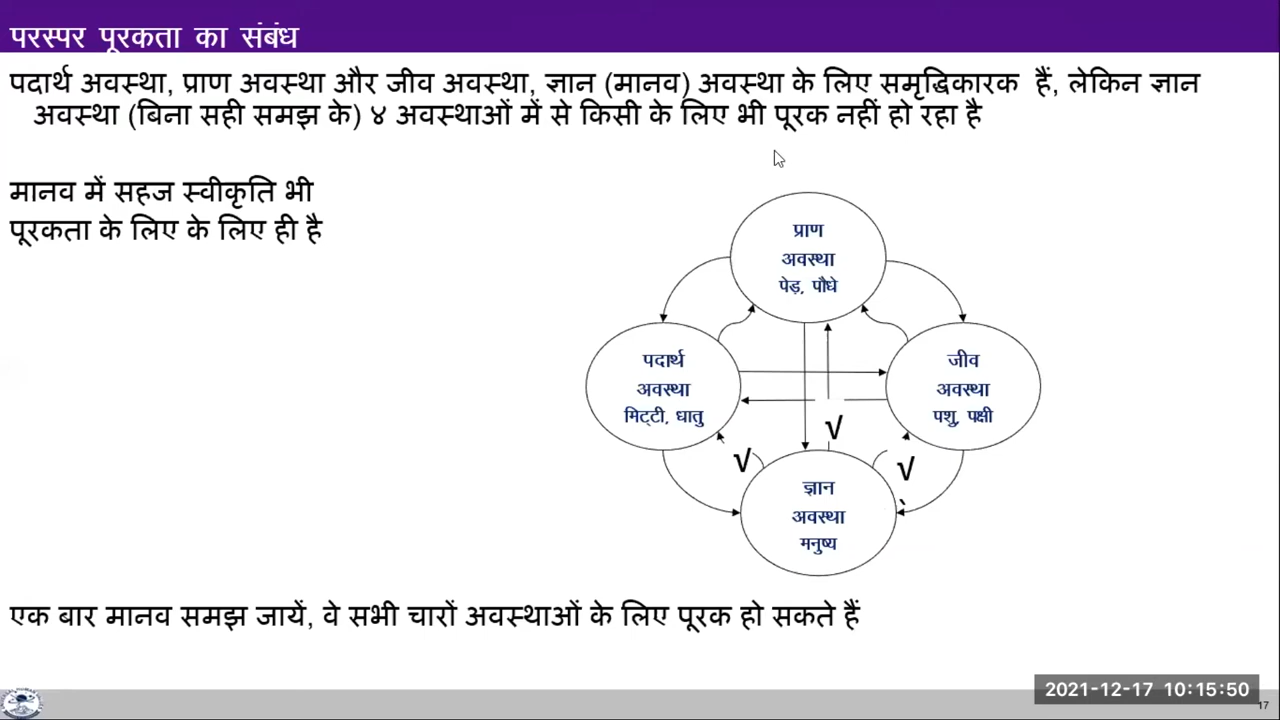 परस्पर पूरकता का संबंध
पदार्थ अवस्था, प्राण अवस्था और जीव अवस्था, ज्ञान (मानव) अवस्था के लिए समृद्धिकारक हैं, लेकिन ज्ञान
अवस्था (बिना सही समझ के) ४ अवस्थाओं में से किसी के लिए भी पूरक नहीं हो रहा है
मानव में सहज स्वीकृति भी
पूरकता के लिए के लिए ही है
प्राण
अवस्था
पेड़, पौधे
पदार्थ
अवस्था
मिट्टी, धातु
जीव
अवस्था
पशु, पक्षी
√
√
√
ज्ञान
अवस्था
मनुष्य
एक बार मानव समझ जायें, वे सभी चारों अवस्थाओं के लिए पूरक हो सकते हैं
2021-12-17 10:15:50
17